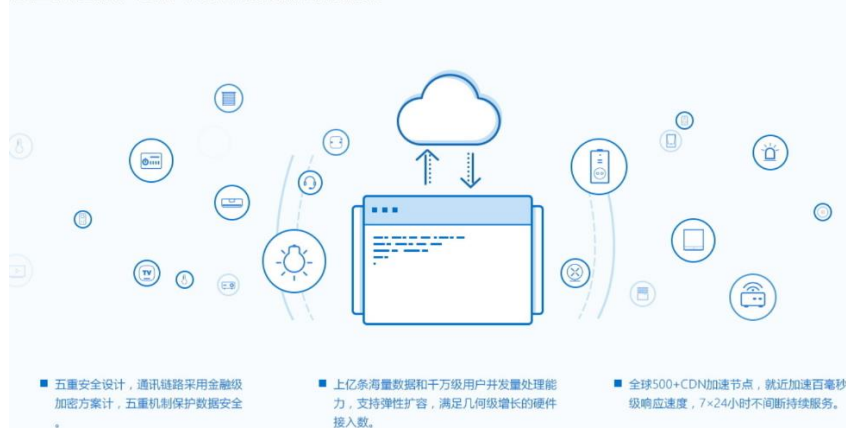 TV
■ 五重安全设计，通讯链路采用金融级
加密方案计，五重机制保护数据安全
。
■ 上亿条海量数据和千万级用户并发量处理能
力，支持弹性扩容，满足几何级增长的硬件
接入数。
■ 全球500+CDN加速节点，就近加速百毫秒
级响应速度，7×24小时不间断持续服务。